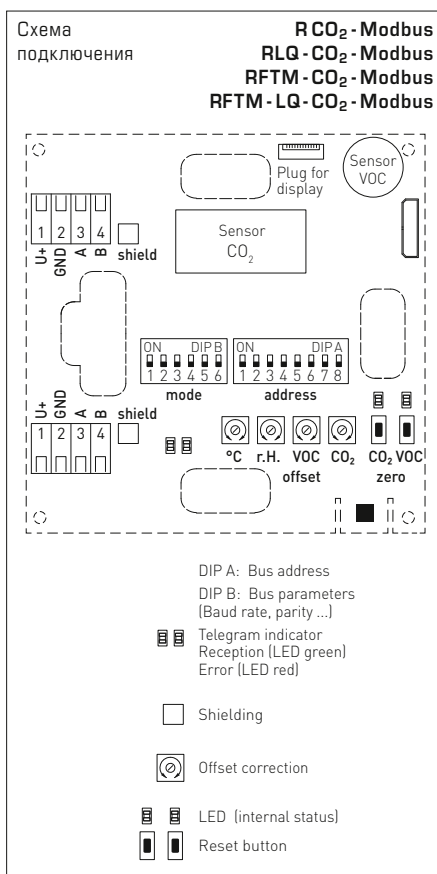 Схема
подключения
R CO₂ - Modbus
RLQ - CO₂ - Modbus
RFTM - CO₂ - Modbus
RFTM - LQ - CO₂ - Modbus
Plug for
display
Sensor
VOC
1 2 3 4
U+ GND A B shield
Sensor
CO₂
ON DIP B
1 2 3 4 5 6
mode
ON DIP A
1 2 3 4 5 6 7 8
address
U+ GND A B shield
1 2 3 4
°C r.H. VOC CO₂ CO₂ VOC
offset zero
DIP A: Bus address
DIP B: Bus parameters
(Baud rate, parity ...)
Telegram indicator
Reception (LED green)
Error (LED red)
Shielding
Offset correction
LED (internal status)
Reset button